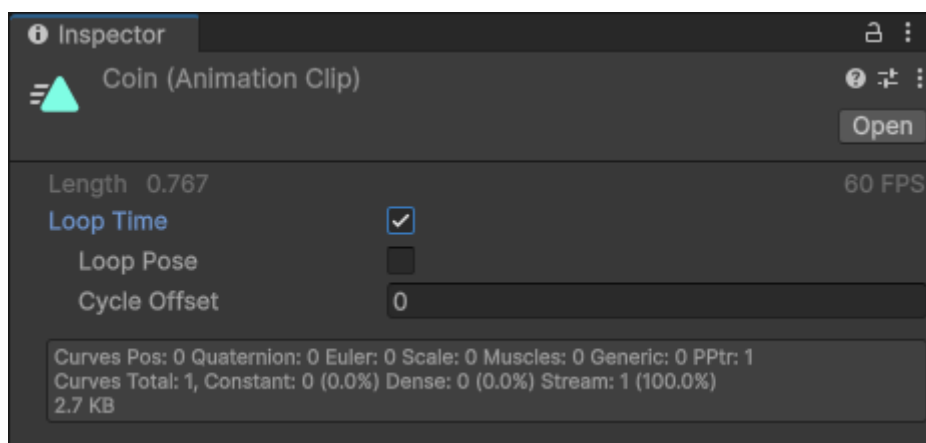 Inspector
Coin (Animation Clip)
Open
Length 0.767 60 FPS
Loop Time
Loop Pose
Cycle Offset 0
Curves Pos: 0 Quaternion: 0 Euler: 0 Scale: 0 Muscles: 0 Generic: 0 PPtr: 1
Curves Total: 1, Constant: 0 (0.0%) Dense: 0 (0.0%) Stream: 1 (100.0%)
2.7 KB